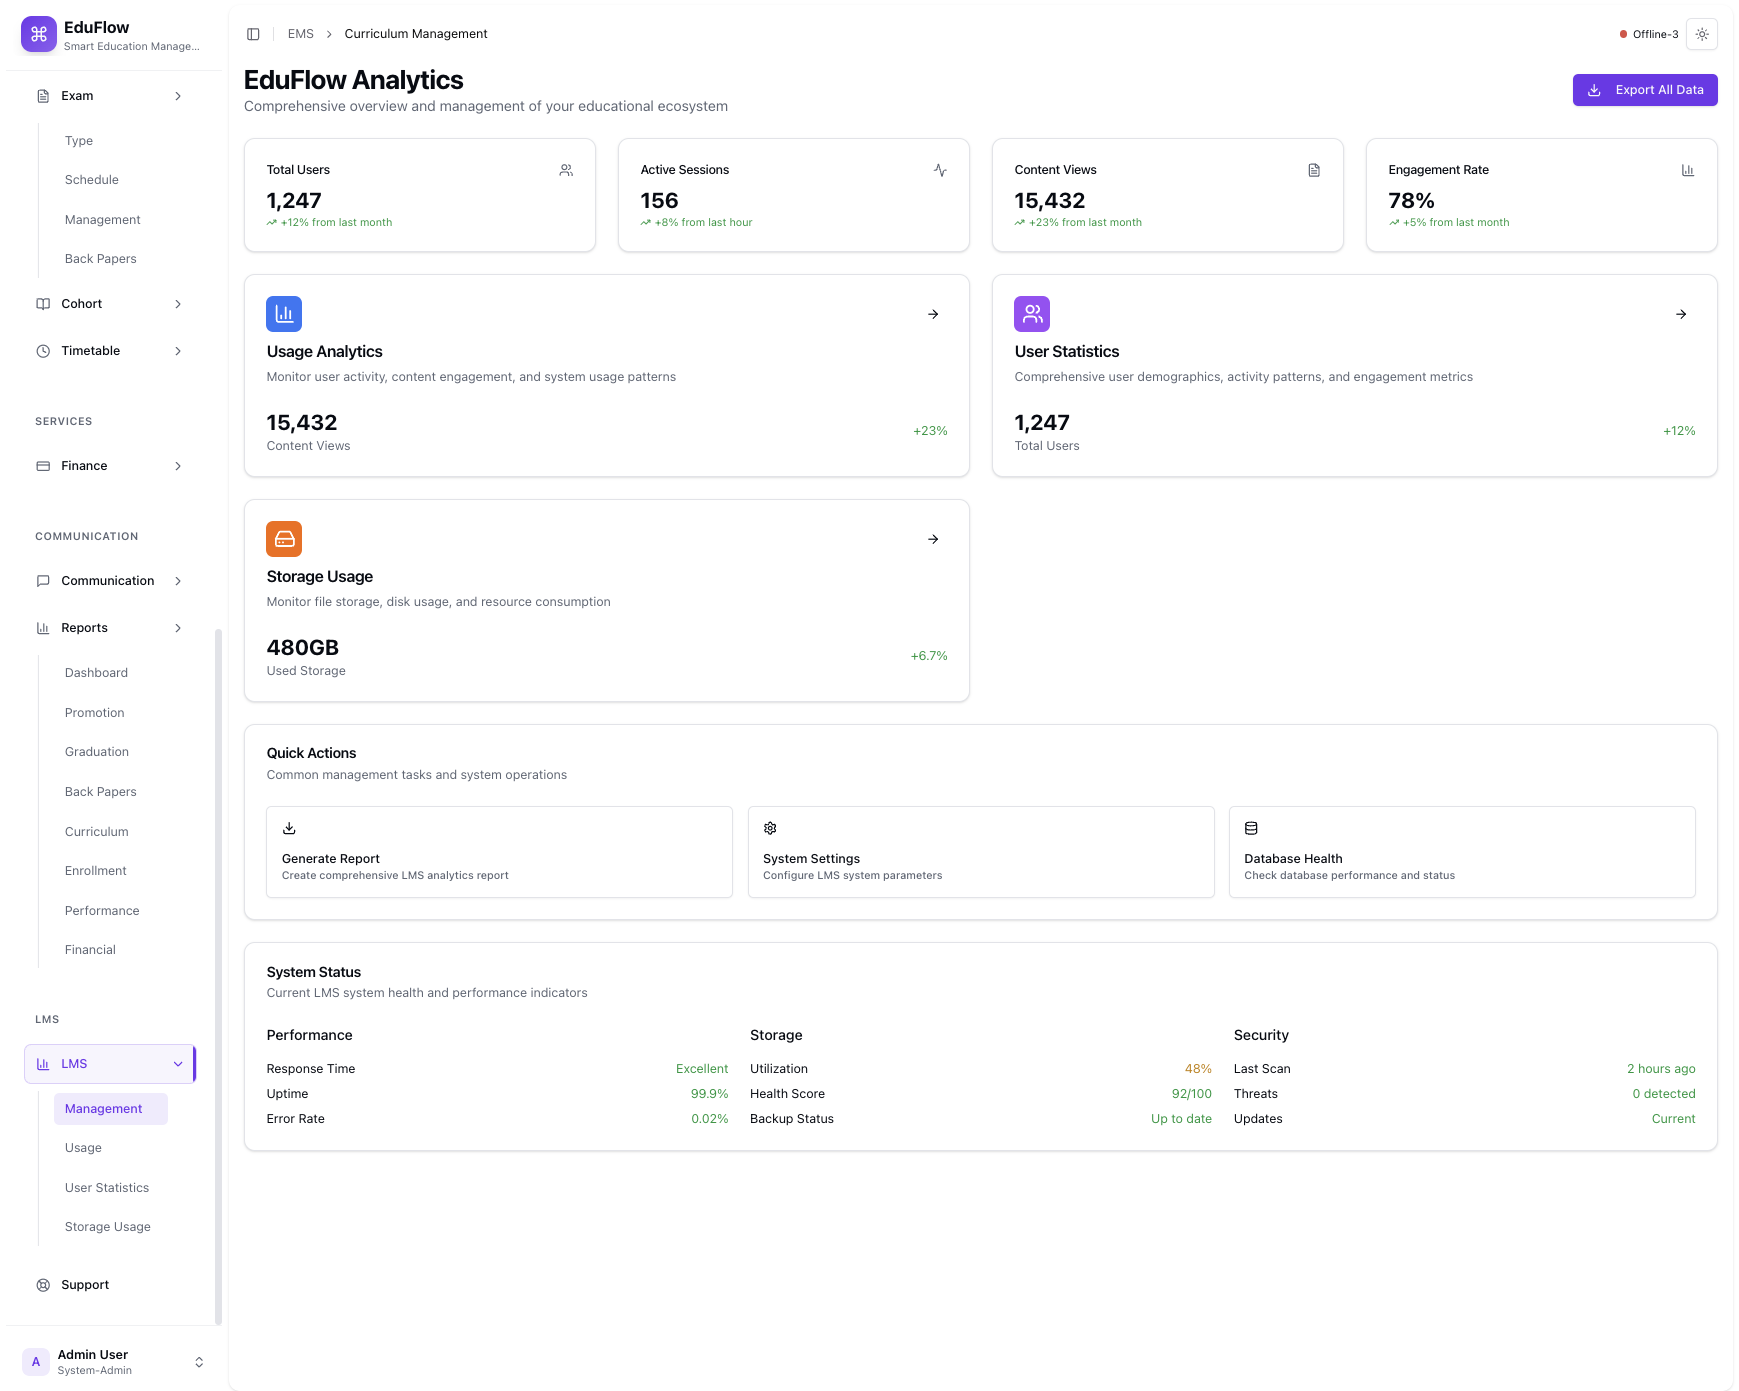 EduFlow
Smart Education Manage...
Exam
Type
Schedule
Management
Back Papers
Cohort
Timetable
SERVICES
Finance
COMMUNICATION
Communication
Reports
Dashboard
Promotion
Graduation
Back Papers
Curriculum
Enrollment
Performance
Financial
LMS
LMS
Management
Usage
User Statistics
Storage Usage
Support
A
Admin User
System-Admin
EMS > Curriculum Management
Offline-3
EduFlow Analytics
Comprehensive overview and management of your educational ecosystem
Export All Data
Total Users
1,247
+12% from last month
Active Sessions
156
+8% from last hour
Content Views
15,432
+23% from last month
Engagement Rate
78%
+5% from last month
Usage Analytics
Monitor user activity, content engagement, and system usage patterns
15,432
Content Views
+23%
User Statistics
Comprehensive user demographics, activity patterns, and engagement metrics
1,247
Total Users
+12%
Storage Usage
Monitor file storage, disk usage, and resource consumption
480GB
Used Storage
+6.7%
Quick Actions
Common management tasks and system operations
Generate Report
Create comprehensive LMS analytics report
System Settings
Configure LMS system parameters
Database Health
Check database performance and status
System Status
Current LMS system health and performance indicators
Performance
Response Time Excellent
Uptime 99.9%
Error Rate 0.02%
Storage
Utilization 48%
Health Score 92/100
Backup Status Up to date
Security
Last Scan 2 hours ago
Threats 0 detected
Updates Current